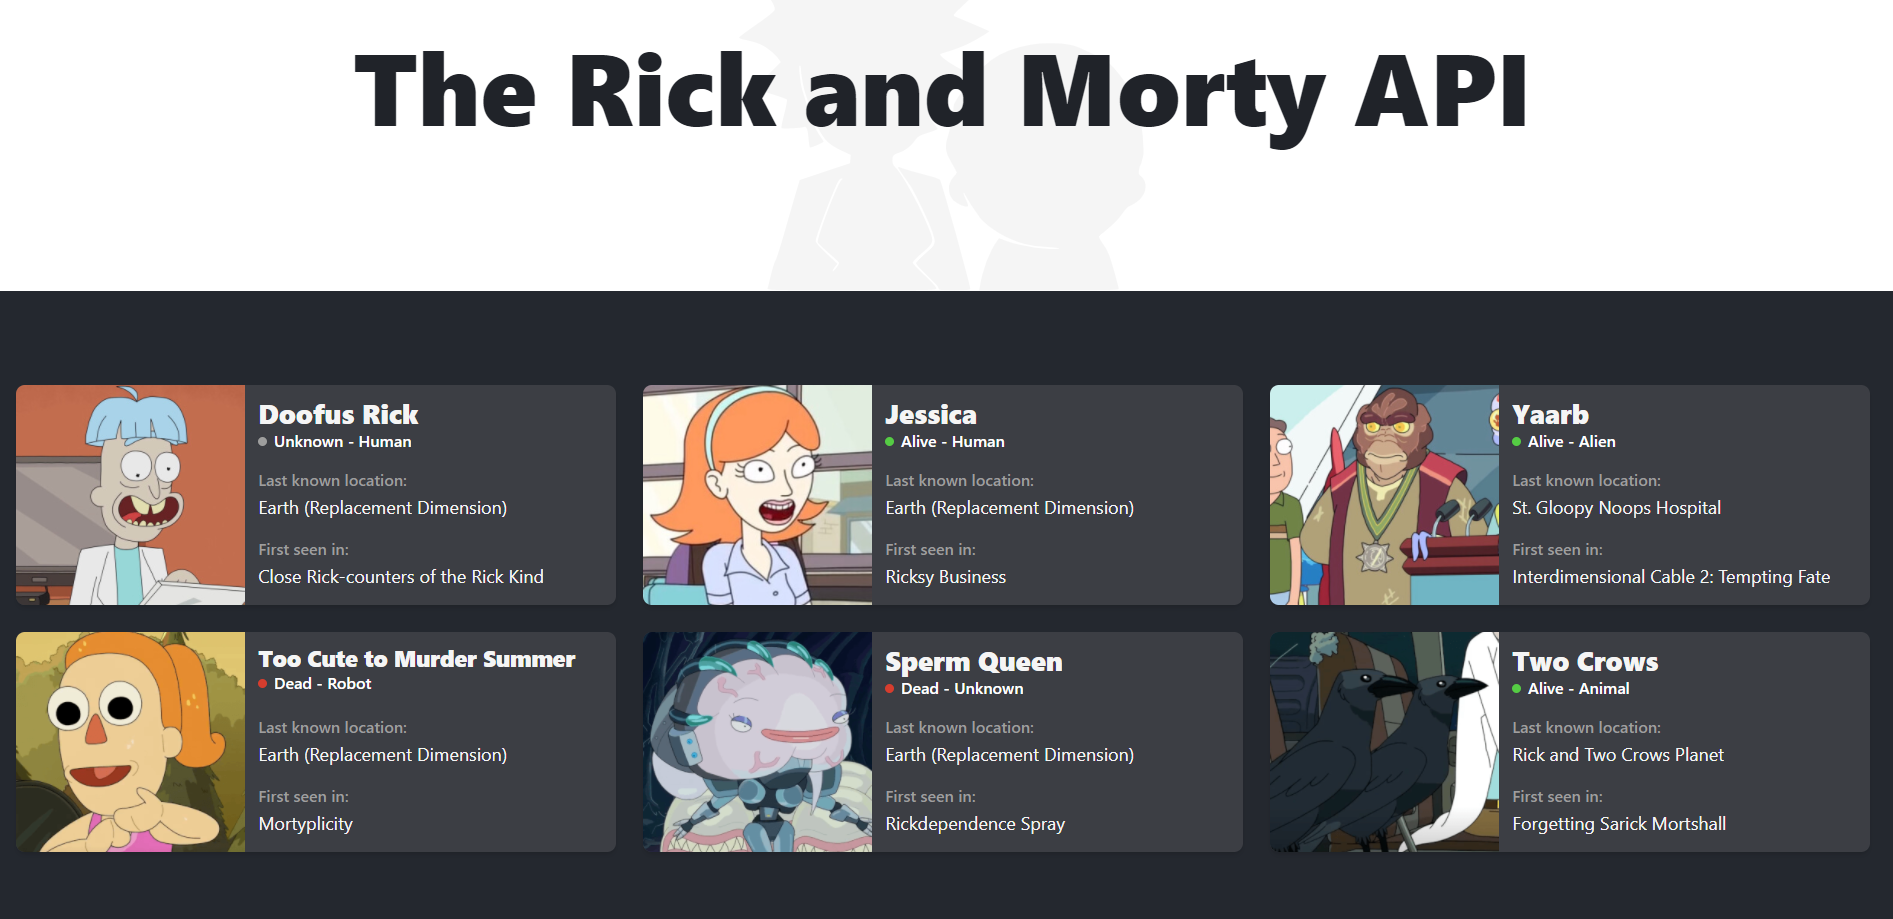 The Rick and Morty API
Doofus Rick
Unknown - Human
Last known location:
Earth (Replacement Dimension)
First seen in:
Close Rick-counters of the Rick Kind
Jessica
Alive - Human
Last known location:
Earth (Replacement Dimension)
First seen in:
Ricksy Business
Yaarb
Alive - Alien
Last known location:
St. Gloopy Noops Hospital
First seen in:
Interdimensional Cable 2: Tempting Fate
Too Cute to Murder Summer
Dead - Robot
Last known location:
Earth (Replacement Dimension)
First seen in:
Mortyplicity
Sperm Queen
Dead - Unknown
Last known location:
Earth (Replacement Dimension)
First seen in:
Rickdependence Spray
Two Crows
Alive - Animal
Last known location:
Rick and Two Crows Planet
First seen in:
Forgetting Sarick Mortshall